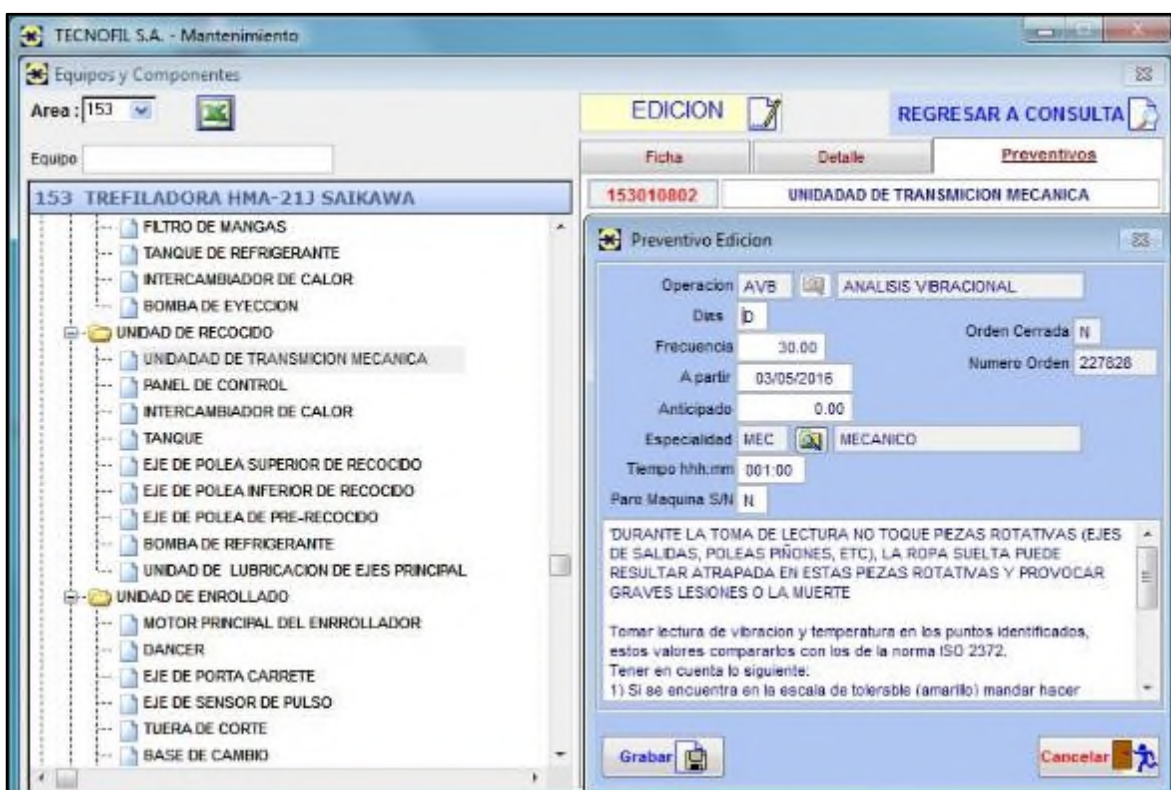 TECNOFIL S.A. - Mantenimiento
Equipos y Componentes
Area : 153
EDICION
REGRESAR A CONSULTA
Equipo
Ficha
Detalle
Preventivos
153 TREFILADORA HMA-21J SAIKAWA
153010802
UNIDADAD DE TRANSMICION MECANICA
FILTRO DE MANGAS
TANQUE DE REFRIGERANTE
INTERCAMBIADOR DE CALOR
BOMBA DE EYECCION
UNIDAD DE RECOCIDO
UNIDADAD DE TRANSMICION MECANICA
PANEL DE CONTROL
INTERCAMBIADOR DE CALOR
TANQUE
EJE DE POLEA SUPERIOR DE RECOCIDO
EJE DE POLEA INFERIOR DE RECOCIDO
EJE DE POLEA DE PRE-RECOCIDO
BOMBA DE REFRIGERANTE
UNIDAD DE LUBRICACION DE EJES PRINCIPAL
UNIDAD DE ENROLLADO
MOTOR PRINCIPAL DEL ENRROLLADOR
DANCER
EJE DE PORTA CARRETE
EJE DE SENSOR DE PULSO
TIJERA DE CORTE
BASE DE CAMBIO
Preventivo Edicion
Operacion AVB ANALISIS VIBRACIONAL
Dias D
Orden Cerrada N
Frecuencia 30.00
Numero Orden 227828
A partir 03/05/2016
Anticipado 0.00
Especialidad MEC MECANICO
Tiempo hhh:mm 001:00
Paro Maquina S/N N
DURANTE LA TOMA DE LECTURA NO TOQUE PIEZAS ROTATIVAS (EJES
DE SALIDAS, POLEAS PIÑONES, ETC), LA ROPA SUELTA PUEDE
RESULTAR ATRAPADA EN ESTAS PIEZAS ROTATIVAS Y PROVOCAR
GRAVES LESIONES O LA MUERTE
Tomar lectura de vibracion y temperatura en los puntos identificados,
estos valores compararlos con los de la norma ISO 2372.
Tener en cuenta lo siguiente:
1) Si se encuentra en la escala de tolerable (amarillo) mandar hacer
Grabar
Cancelar